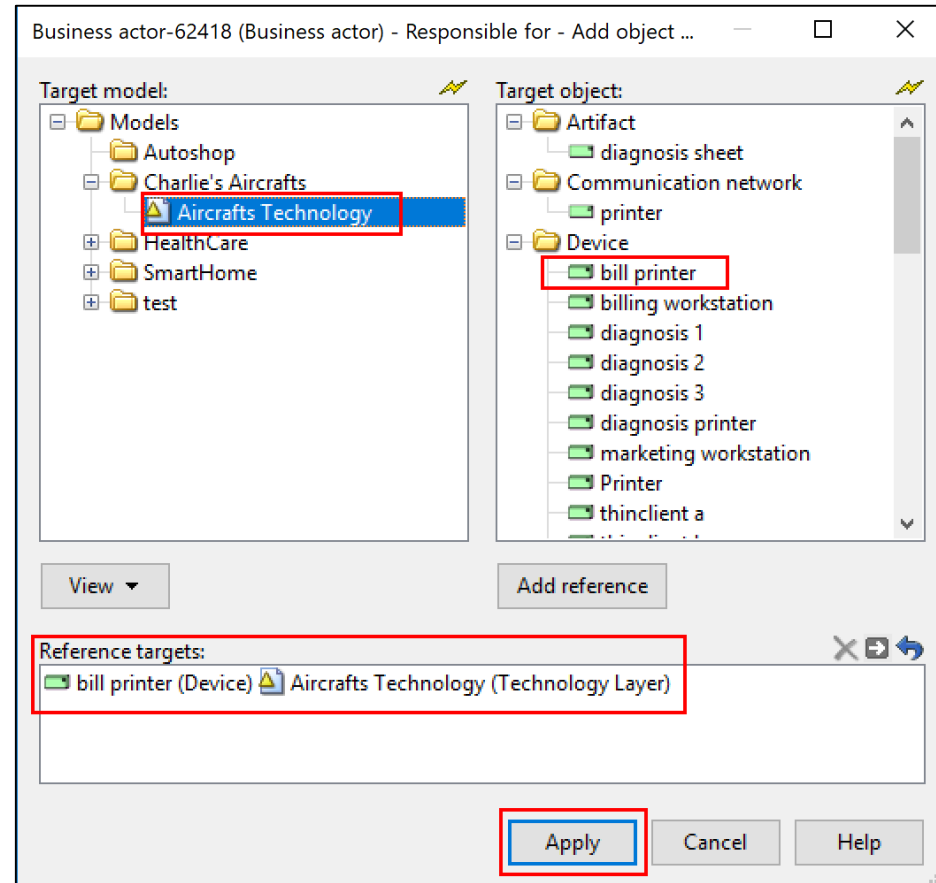 Business actor-62418 (Business actor) - Responsible for - Add object ...
Target model:
Models
Autoshop
Charlie's Aircrafts
Aircrafts Technology
HealthCare
SmartHome
test
View
Target object:
Artifact
diagnosis sheet
Communication network
printer
Device
bill printer
billing workstation
diagnosis 1
diagnosis 2
diagnosis 3
diagnosis printer
marketing workstation
Printer
thinclient a
Add reference
Reference targets:
bill printer (Device) Aircrafts Technology (Technology Layer)
Apply Cancel Help